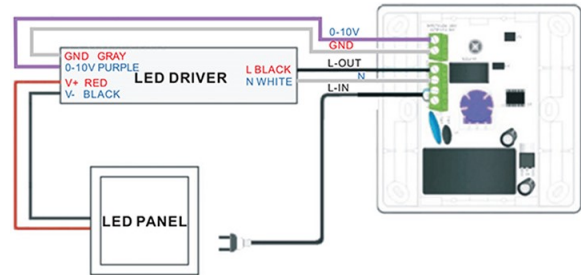 0-10V
GND
GND GRAY
0-10V PURPLE
V+ RED
V- BLACK
LED DRIVER
L BLACK
N WHITE
L-OUT
N
L-IN
LED PANEL